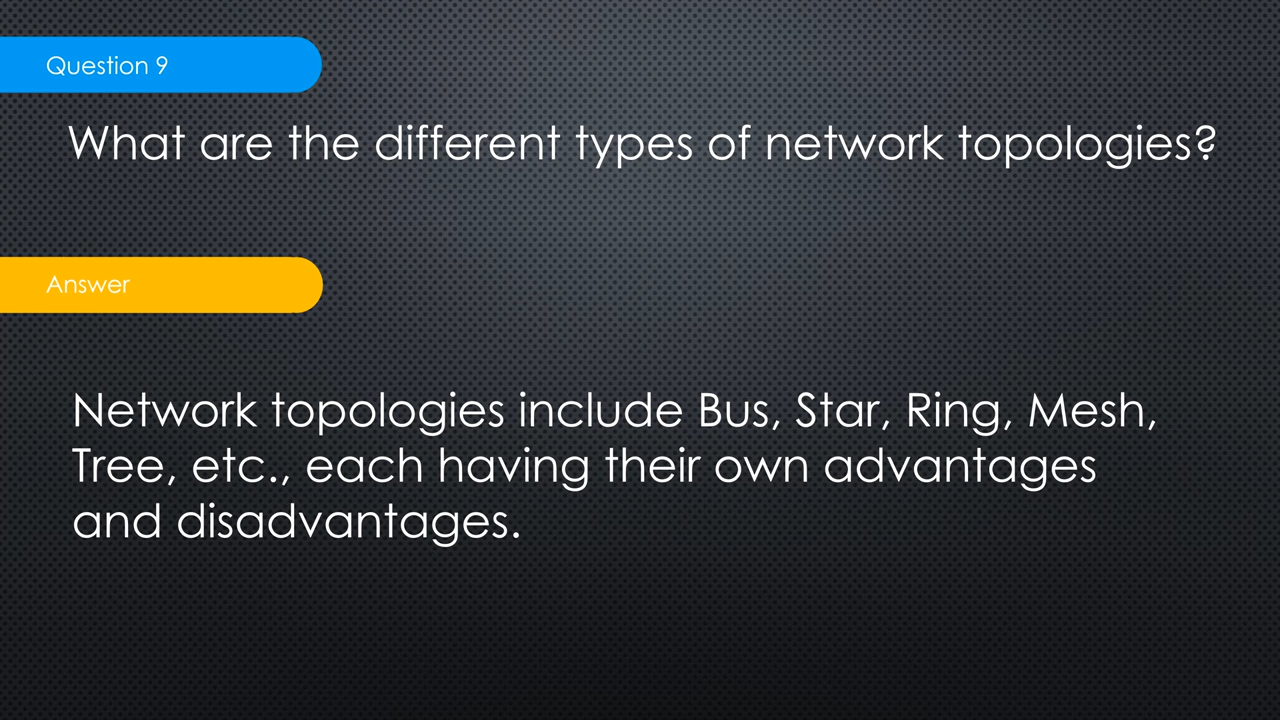 Question 9
What are the different types of network topologies?
Answer
Network topologies include Bus, Star, Ring, Mesh,
Tree, etc., each having their own advantages
and disadvantages.